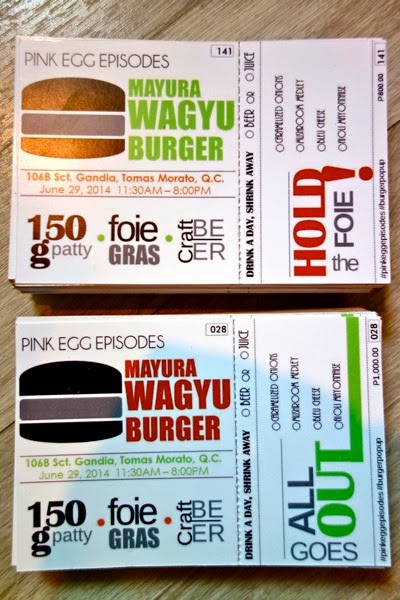 PINK EGG EPISODES
141
MAYURA
WAGYU
BURGER
106B Sct. Gandia, Tomas Morato, Q.C.
June 29, 2014 11:30AM – 8:00PM
150
g patty
• foie
GRAS
• Craft
BE
ER
DRINK A DAY, SHRINK AWAY O BEER OR O JUICE
O CARAMELIZED ONIONS
O MUSHROOM MEDLEY
O BLEU CHEESE
O AIOLI MAYONNAISE
HOLD!
the FOIE
#pinkeggepisodes #burgerpopup
P800.00
141
PINK EGG EPISODES
028
MAYURA
WAGYU
BURGER
106B Sct. Gandia, Tomas Morato, Q.C.
June 29, 2014 11:30AM – 8:00PM
150
g patty
• foie
GRAS
• Craft
BE
ER
DRINK A DAY, SHRINK AWAY O BEER OR O JUICE
O CARAMELIZED ONIONS
O MUSHROOM MEDLEY
O BLEU CHEESE
O AIOLI MAYONNAISE
ALL
OUT
GOES
#pinkeggepisodes #burgerpopup
P1,000.00
028